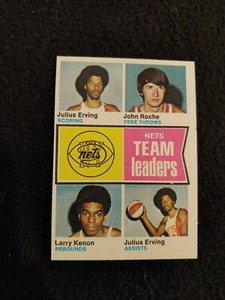 Julius Erving
SCORING
John Roche
FREE THROWS
nets
NETS
TEAM
leaders
Larry Kenon
REBOUNDS
Julius Erving
ASSISTS